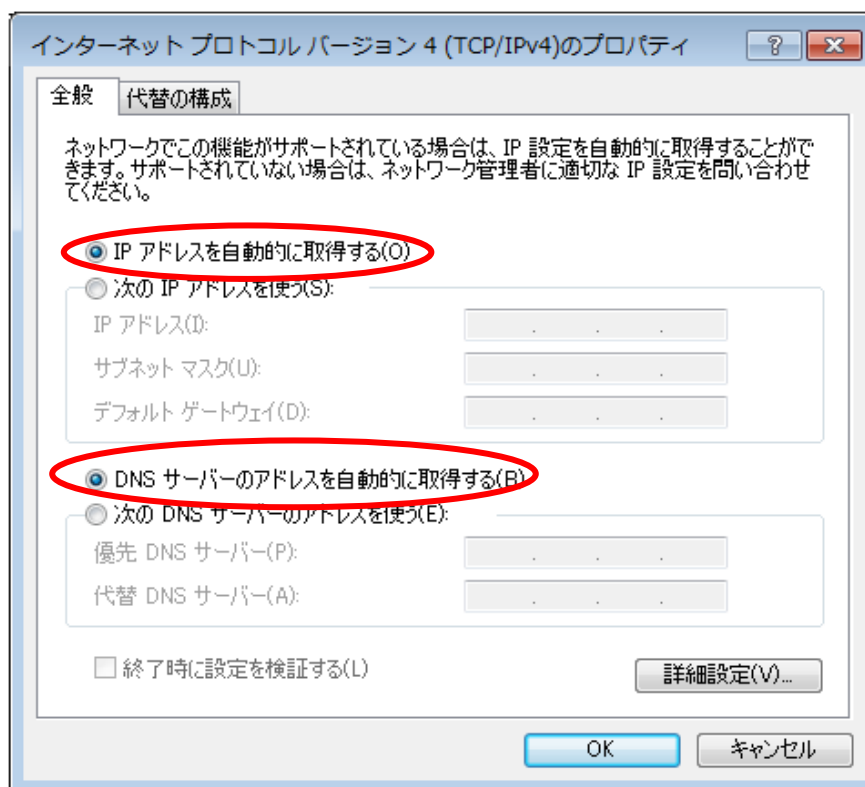 インターネット プロトコル バージョン 4 (TCP/IPv4)のプロパティ
全般
代替の構成
ネットワークでこの機能がサポートされている場合は、IP 設定を自動的に取得することがで
きます。サポートされていない場合は、ネットワーク管理者に適切な IP 設定を問い合わせ
てください。
IP アドレスを自動的に取得する(O)
次の IP アドレスを使う(S):
IP アドレス(I):
サブネット マスク(U):
デフォルト ゲートウェイ(D):
DNS サーバーのアドレスを自動的に取得する(B)
次の DNS サーバーのアドレスを使う(E):
優先 DNS サーバー(P):
代替 DNS サーバー(A):
終了時に設定を検証する(L)
詳細設定(V)...
OK
キャンセル